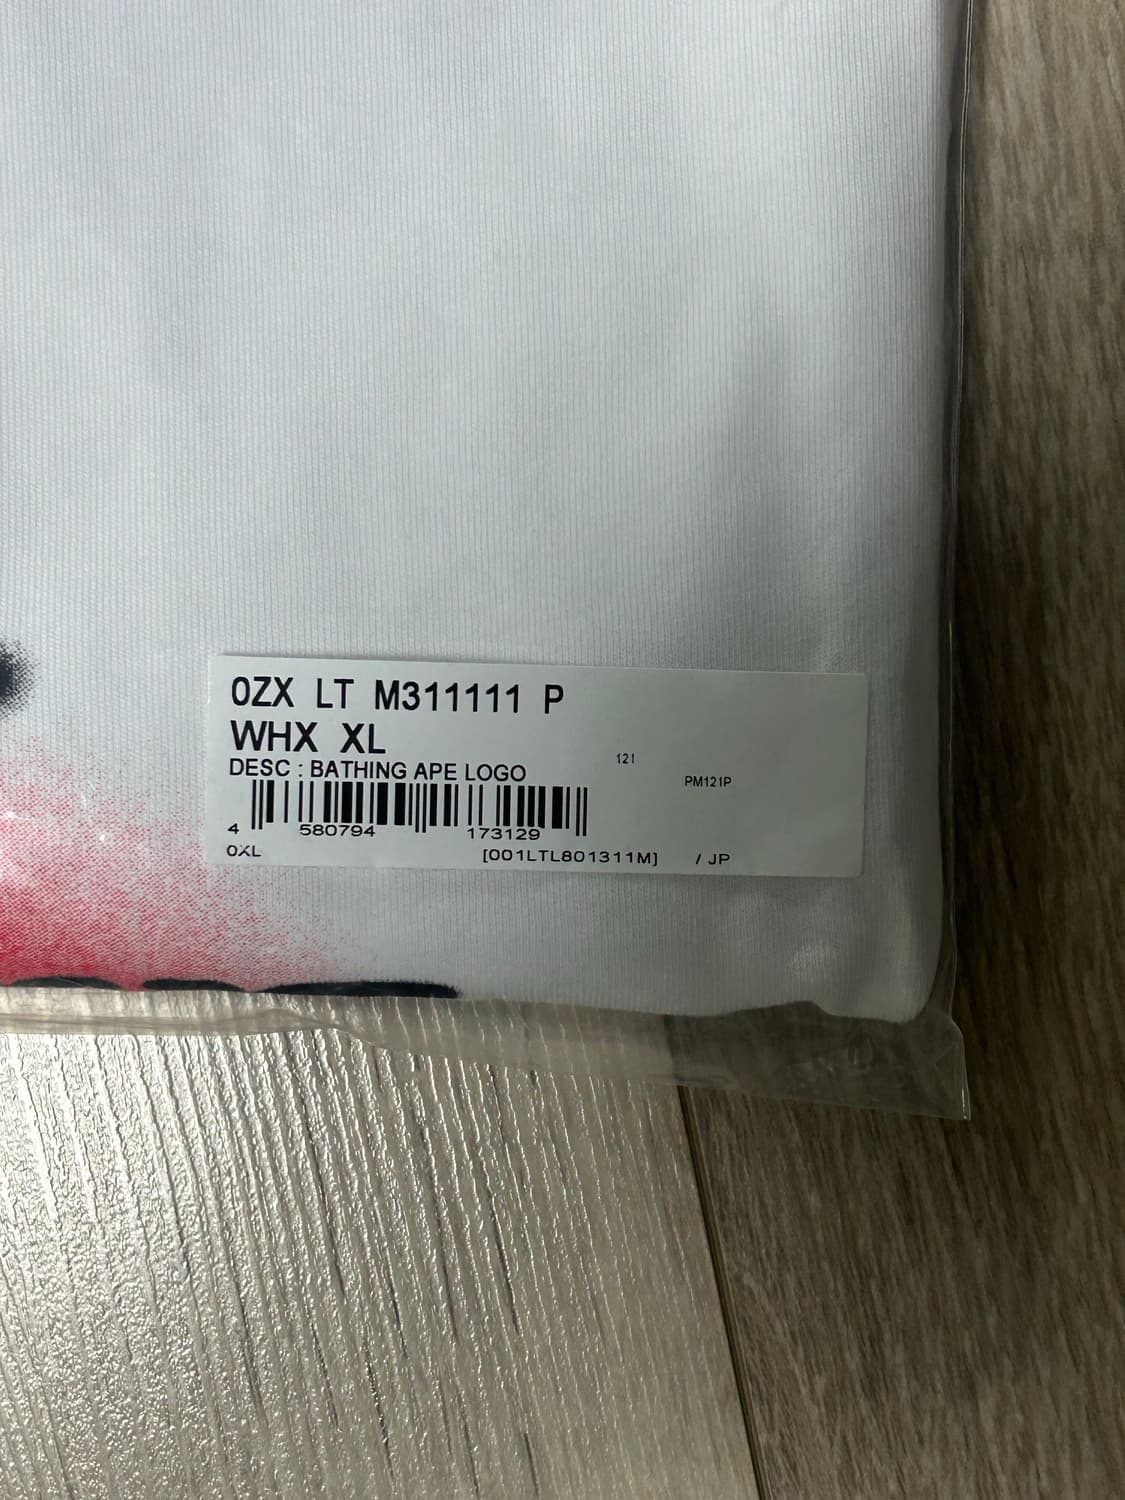 0ZX LT M311111 P
WHX XL
121
DESC : BATHING APE LOGO
PM121P
4 580794 173129
0XL [001LTL801311M] / JP